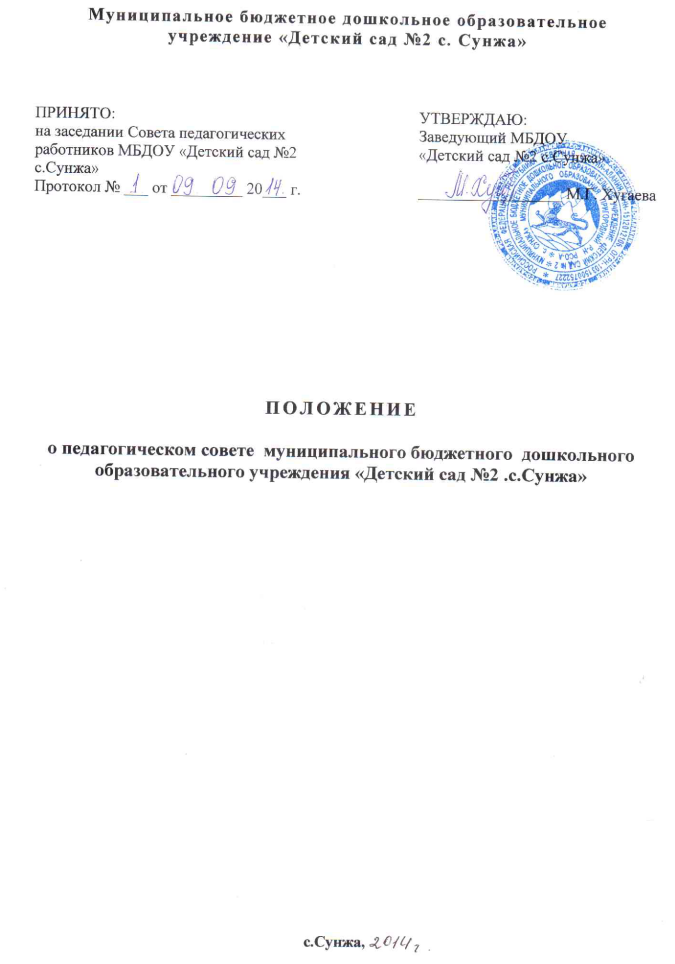 Муниципальное бюджетное дошкольное образовательное
учреждение «Детский сад №2 с. Сунжа»
ПРИНЯТО:
на заседании Совета педагогических
работников МБДОУ «Детский сад №2
с.Сунжа»
Протокол № 1 от 09 09 2014. г.
УТВЕРЖДАЮ:
Заведующий МБДОУ
«Детский сад №2 с.Сунжа»
М.Г. Хугаева
ПОЛОЖЕНИЕ
о педагогическом совете муниципального бюджетного дошкольного
образовательного учреждения «Детский сад №2 .с.Сунжа»
с.Сунжа, 2014 г.